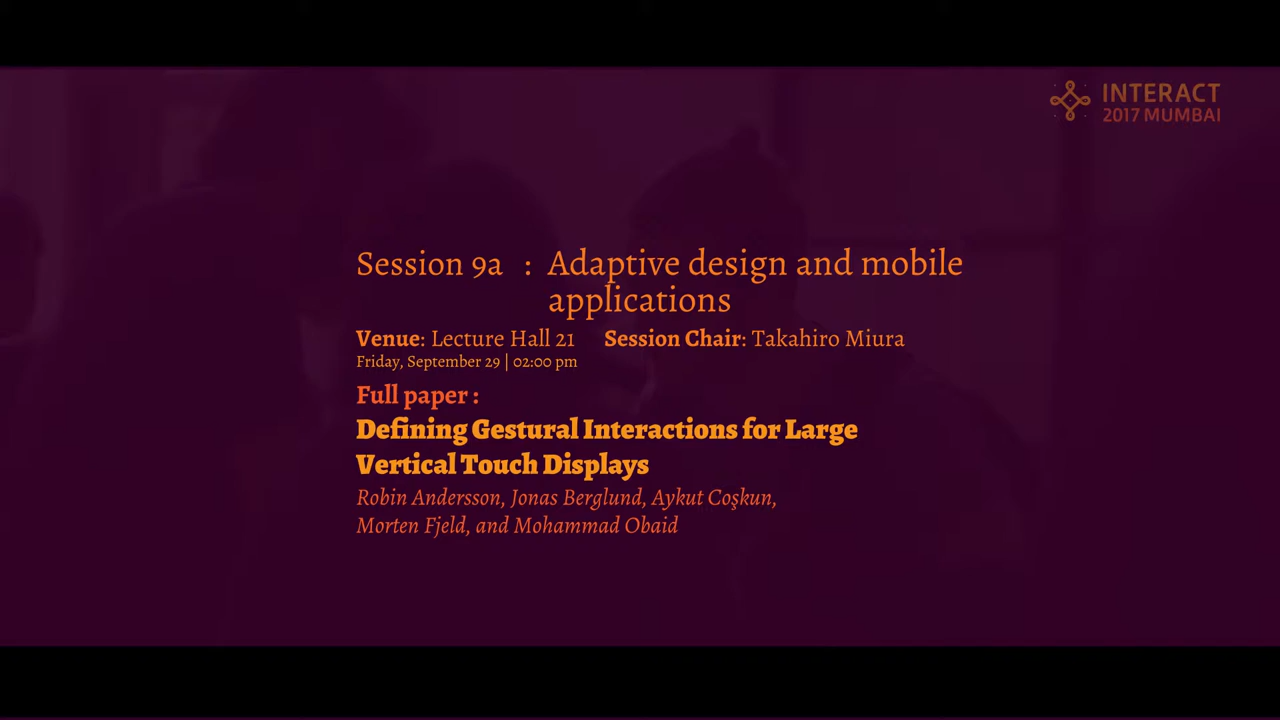 INTERACT
2017 MUMBAI
Session 9a : Adaptive design and mobile
applications
Venue: Lecture Hall 21 Session Chair: Takahiro Miura
Friday, September 29 | 02:00 pm
Full paper :
Defining Gestural Interactions for Large
Vertical Touch Displays
Robin Andersson, Jonas Berglund, Aykut Coşkun,
Morten Fjeld, and Mohammad Obaid